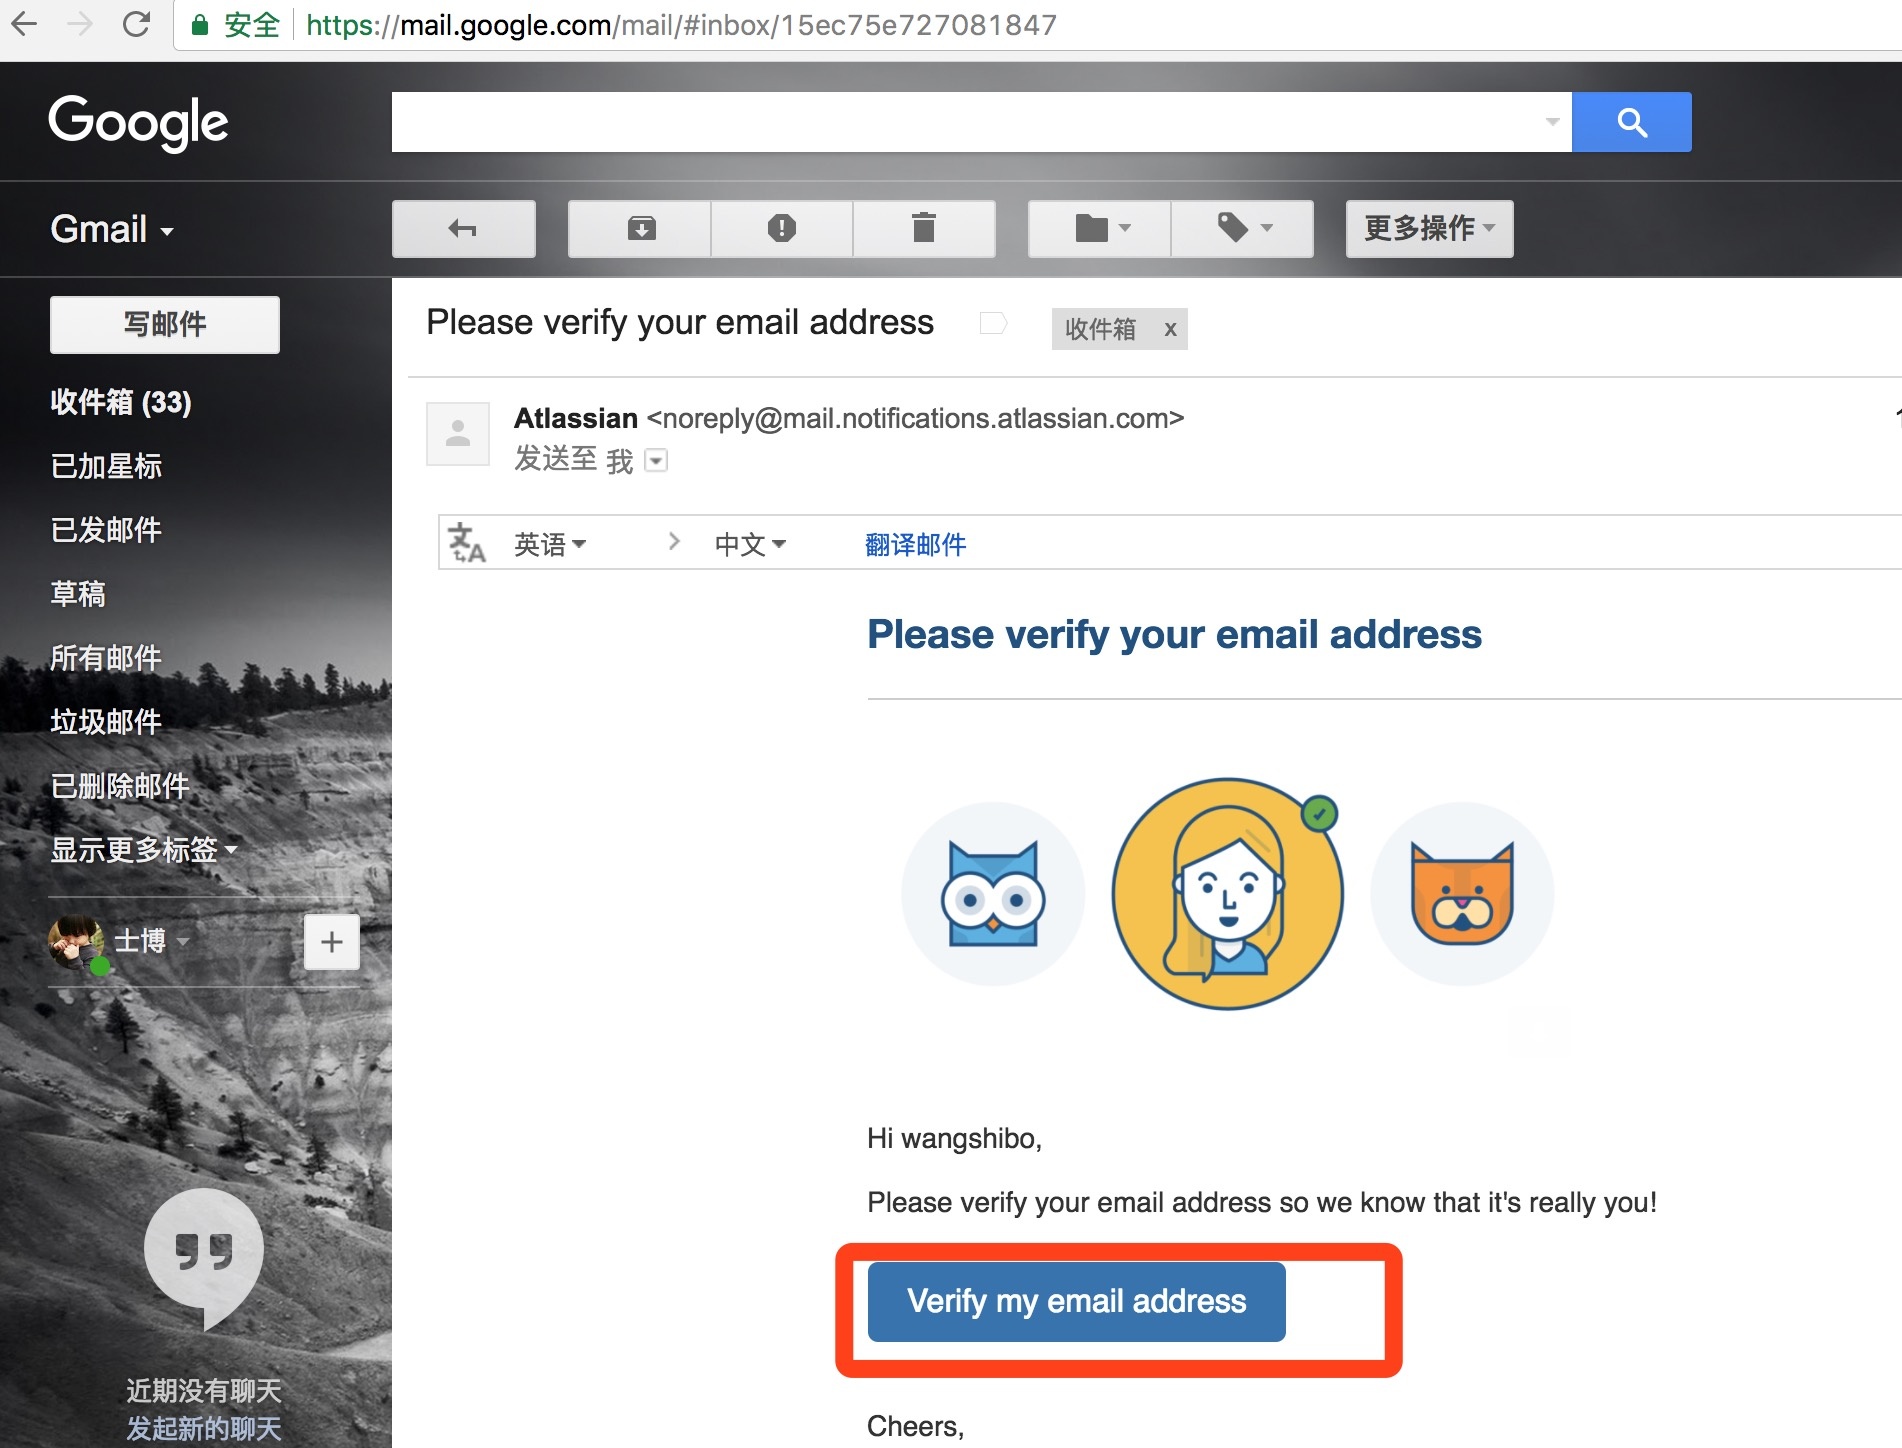 安全 https://mail.google.com/mail/#inbox/15ec75e727081847
Google
Gmail
更多操作
写邮件
收件箱 (33)
已加星标
已发邮件
草稿
所有邮件
垃圾邮件
已删除邮件
显示更多标签
士博
近期没有聊天
发起新的聊天
Please verify your email address
收件箱 x
Atlassian <noreply@mail.notifications.atlassian.com>
发送至 我
文A 英语 > 中文 翻译邮件
Please verify your email address
Hi wangshibo,
Please verify your email address so we know that it's really you!
Verify my email address
Cheers,